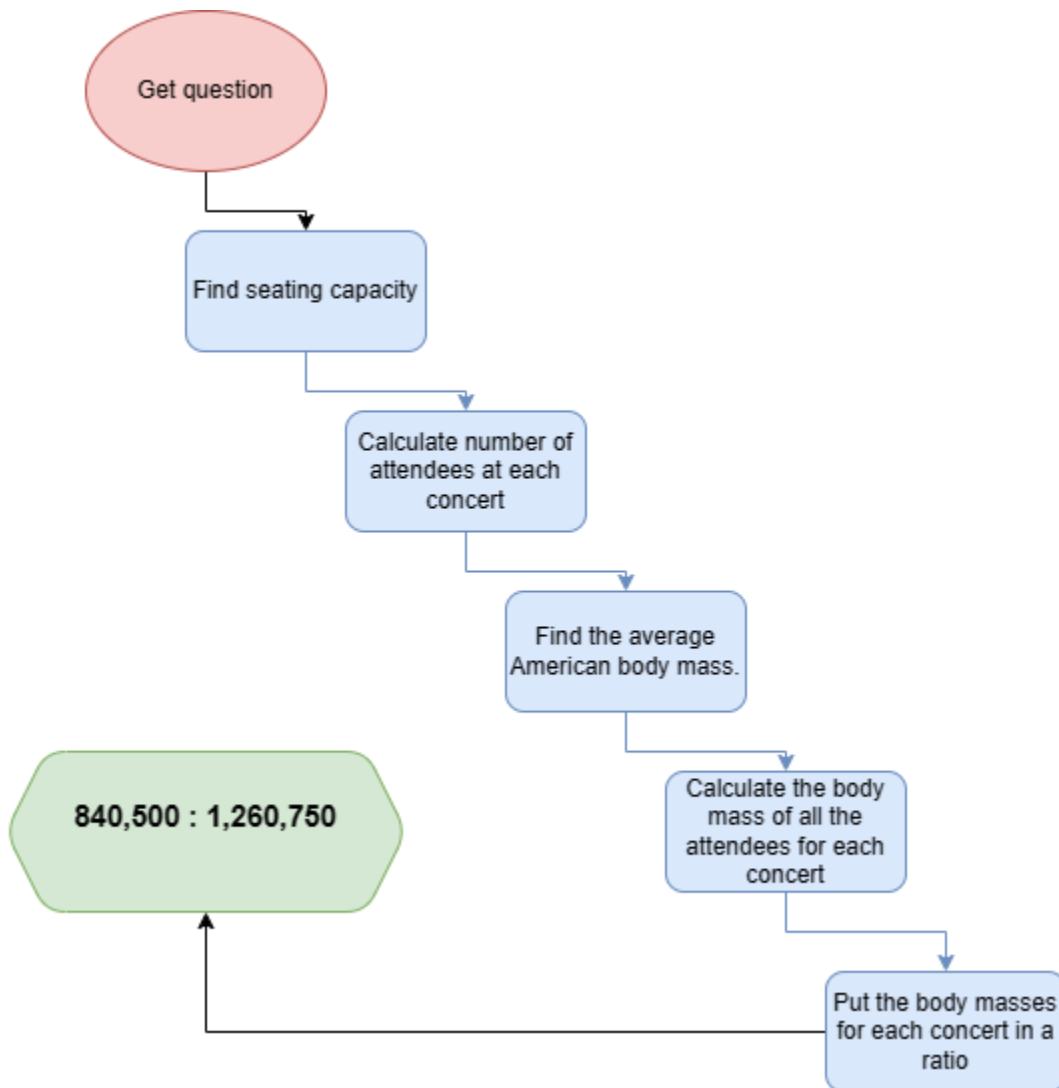 Get question
Find seating capacity
Calculate number of
attendees at each
concert
Find the average
American body mass.
Calculate the body
mass of all the
attendees for each
concert
Put the body masses
for each concert in a
ratio
840,500 : 1,260,750